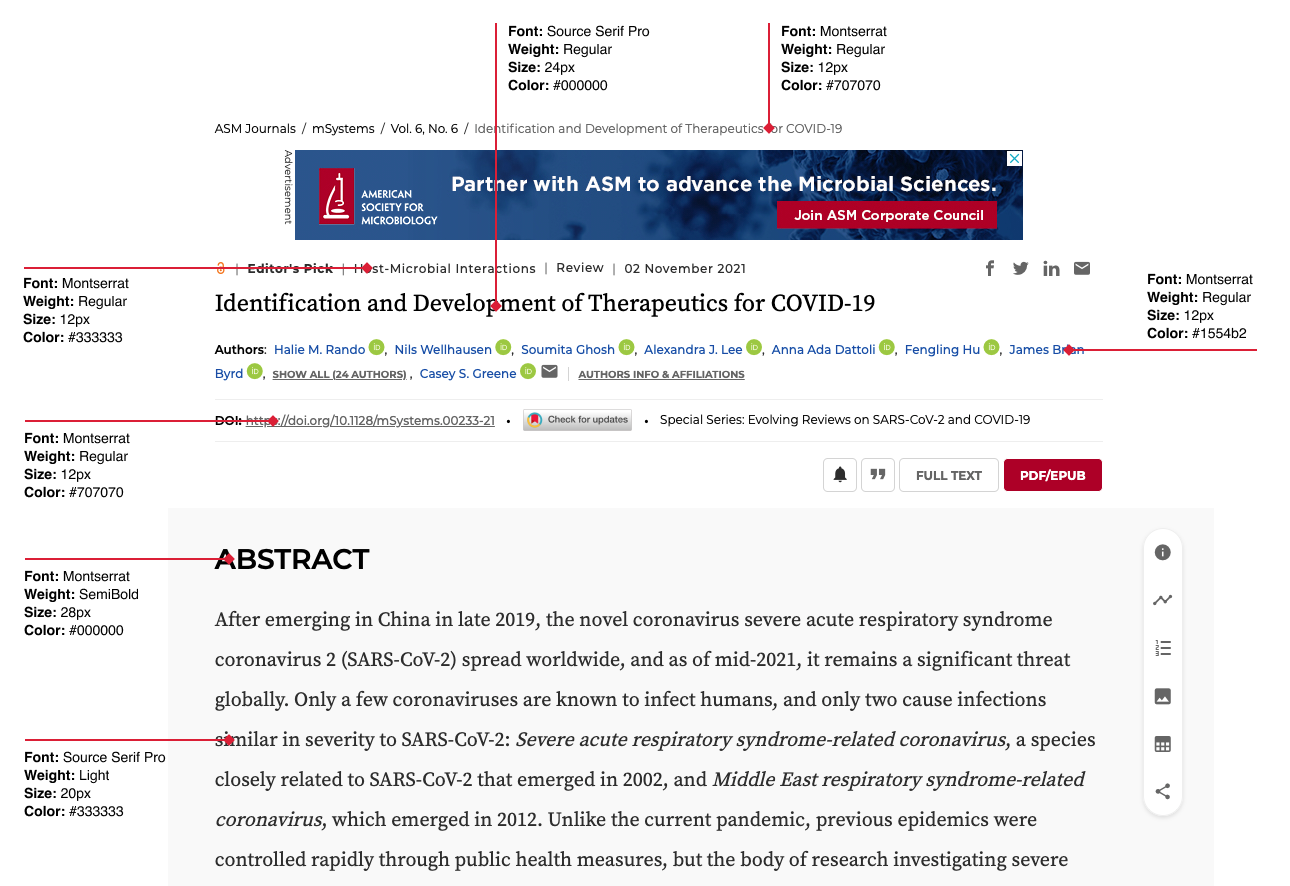 Font: Source Serif Pro
Weight: Regular
Size: 24px
Color: #000000
Font: Montserrat
Weight: Regular
Size: 12px
Color: #707070
ASM Journals / mSystems / Vol. 6, No. 6 / Identification and Development of Therapeutics for COVID-19
Advertisement
AMERICAN
SOCIETY FOR
MICROBIOLOGY
Partner with ASM to advance the Microbial Sciences.
Join ASM Corporate Council
| Editor's Pick | Host-Microbial Interactions | Review | 02 November 2021
Font: Montserrat
Weight: Regular
Size: 12px
Color: #333333
Identification and Development of Therapeutics for COVID-19
Font: Montserrat
Weight: Regular
Size: 12px
Color: #1554b2
Authors: Halie M. Rando iD, Nils Wellhausen iD, Soumita Ghosh iD, Alexandra J. Lee iD, Anna Ada Dattoli iD, Fengling Hu iD, James Brian
Byrd iD, SHOW ALL (24 AUTHORS), Casey S. Greene iD | AUTHORS INFO & AFFILIATIONS
DOI: https://doi.org/10.1128/mSystems.00233-21 • Check for updates • Special Series: Evolving Reviews on SARS-CoV-2 and COVID-19
Font: Montserrat
Weight: Regular
Size: 12px
Color: #707070
FULL TEXT
PDF/EPUB
ABSTRACT
Font: Montserrat
Weight: SemiBold
Size: 28px
Color: #000000
After emerging in China in late 2019, the novel coronavirus severe acute respiratory syndrome
coronavirus 2 (SARS-CoV-2) spread worldwide, and as of mid-2021, it remains a significant threat
globally. Only a few coronaviruses are known to infect humans, and only two cause infections
similar in severity to SARS-CoV-2: Severe acute respiratory syndrome-related coronavirus, a species
closely related to SARS-CoV-2 that emerged in 2002, and Middle East respiratory syndrome-related
coronavirus, which emerged in 2012. Unlike the current pandemic, previous epidemics were
controlled rapidly through public health measures, but the body of research investigating severe
Font: Source Serif Pro
Weight: Light
Size: 20px
Color: #333333